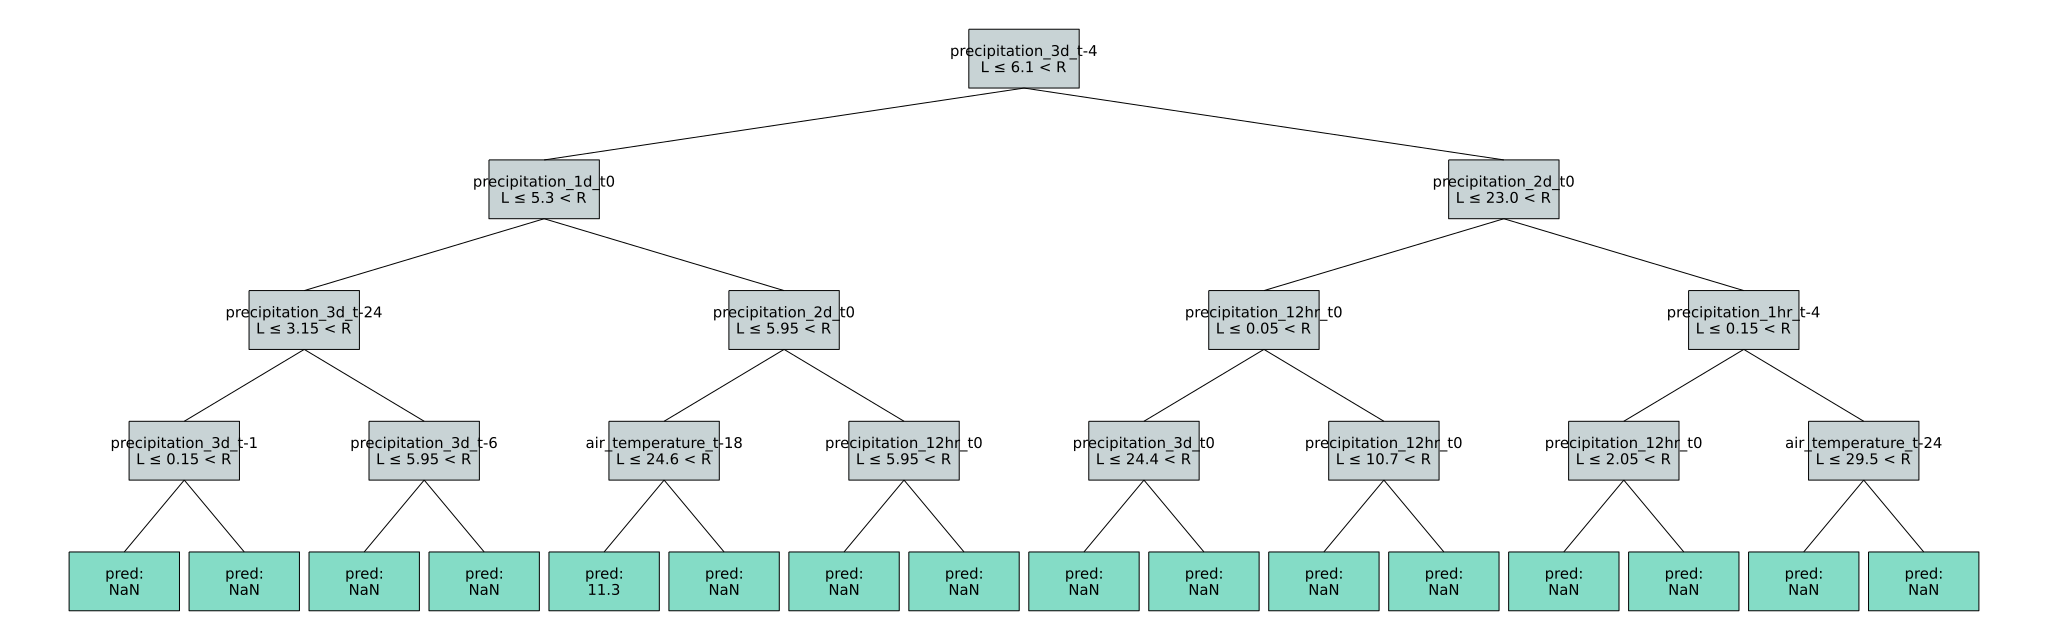 precipitation_3d_t-4
L ≤ 6.1 < R
precipitation_1d_t0
L ≤ 5.3 < R
precipitation_2d_t0
L ≤ 23.0 < R
precipitation_3d_t-24
L ≤ 3.15 < R
precipitation_2d_t0
L ≤ 5.95 < R
precipitation_12hr_t0
L ≤ 0.05 < R
precipitation_1hr_t-4
L ≤ 0.15 < R
precipitation_3d_t-1
L ≤ 0.15 < R
precipitation_3d_t-6
L ≤ 5.95 < R
air_temperature_t-18
L ≤ 24.6 < R
precipitation_12hr_t0
L ≤ 5.95 < R
precipitation_3d_t0
L ≤ 24.4 < R
precipitation_12hr_t0
L ≤ 10.7 < R
precipitation_12hr_t0
L ≤ 2.05 < R
air_temperature_t-24
L ≤ 29.5 < R
pred:
NaN
pred:
NaN
pred:
NaN
pred:
NaN
pred:
11.3
pred:
NaN
pred:
NaN
pred:
NaN
pred:
NaN
pred:
NaN
pred:
NaN
pred:
NaN
pred:
NaN
pred:
NaN
pred:
NaN
pred:
NaN